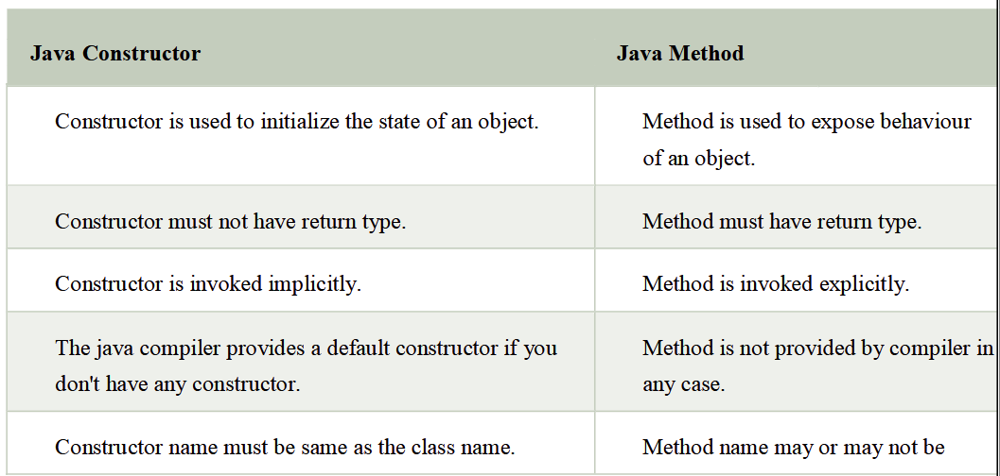 Java Constructor
Java Method
Constructor is used to initialize the state of an object.
Method is used to expose behaviour
of an object.
Constructor must not have return type.
Method must have return type.
Constructor is invoked implicitly.
Method is invoked explicitly.
The java compiler provides a default constructor if you
don't have any constructor.
Method is not provided by compiler in
any case.
Constructor name must be same as the class name.
Method name may or may not be